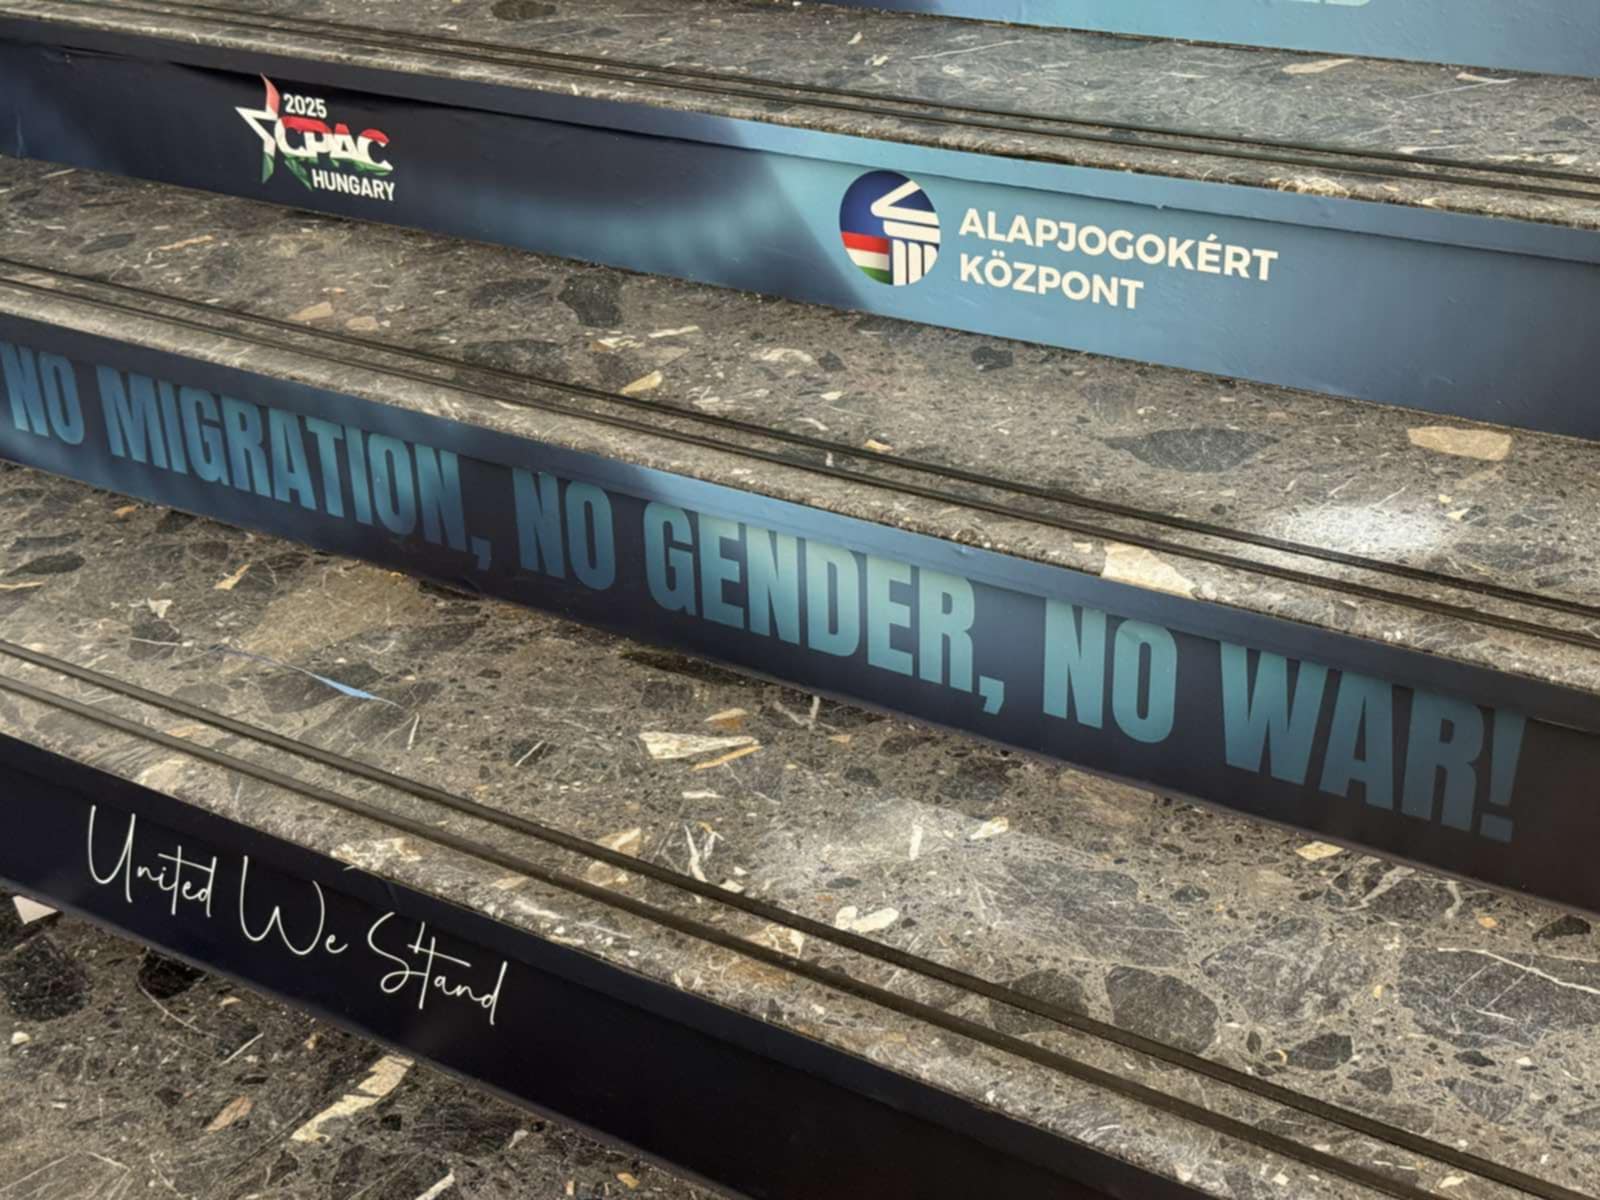 2025
CPAC
HUNGARY
ALAPJOGOKÉRT
KÖZPONT
NO MIGRATION, NO GENDER, NO WAR!
United We Stand